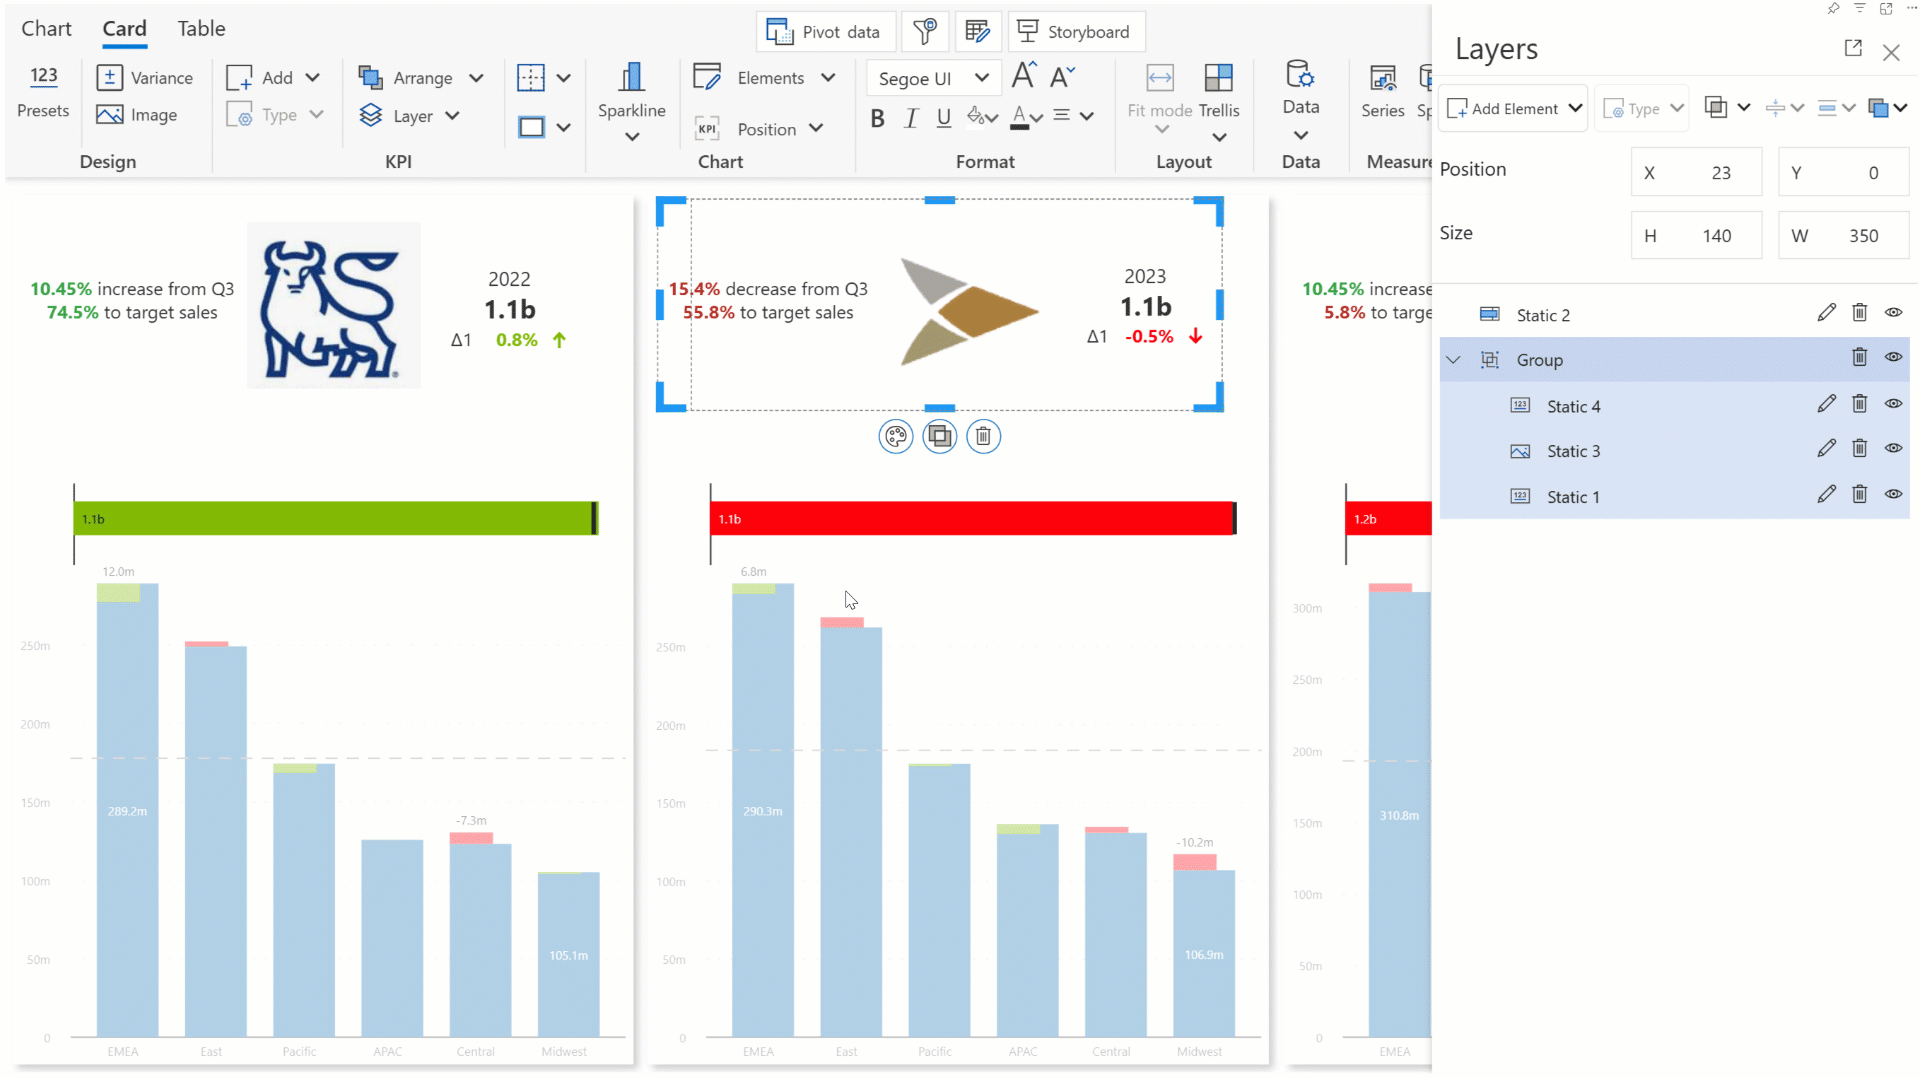 Chart Card Table
Pivot data
Storyboard
123
Presets
Variance
Image
Design
Add
Type
Arrange
Layer
KPI
Sparkline
Elements
KPI
Position
Chart
Segoe UI
A A
B I U A
Format
Fit mode
Trellis
Layout
Data
Data
Series
Sp
Measure
Layers
Add Element
Type
Position
X 23
Y 0
Size
H 140
W 350
Static 2
Group
123
Static 4
Static 3
123
Static 1
10.45% increase from Q3
74.5% to target sales
2022
1.1b
Δ1 0.8%
1.1b
12.0m
250m
200m
150m
100m
50m
0
289.2m
-7.3m
105.1m
EMEA East Pacific APAC Central Midwest
15.4% decrease from Q3
55.8% to target sales
2023
1.1b
Δ1 -0.5%
1.1b
6.8m
250m
200m
150m
100m
50m
0
290.3m
-10.2m
106.9m
EMEA East Pacific APAC Central Midwest
10.45% increase
5.8% to targe
1.2b
300m
250m
200m
150m
100m
50m
0
310.8m
EMEA